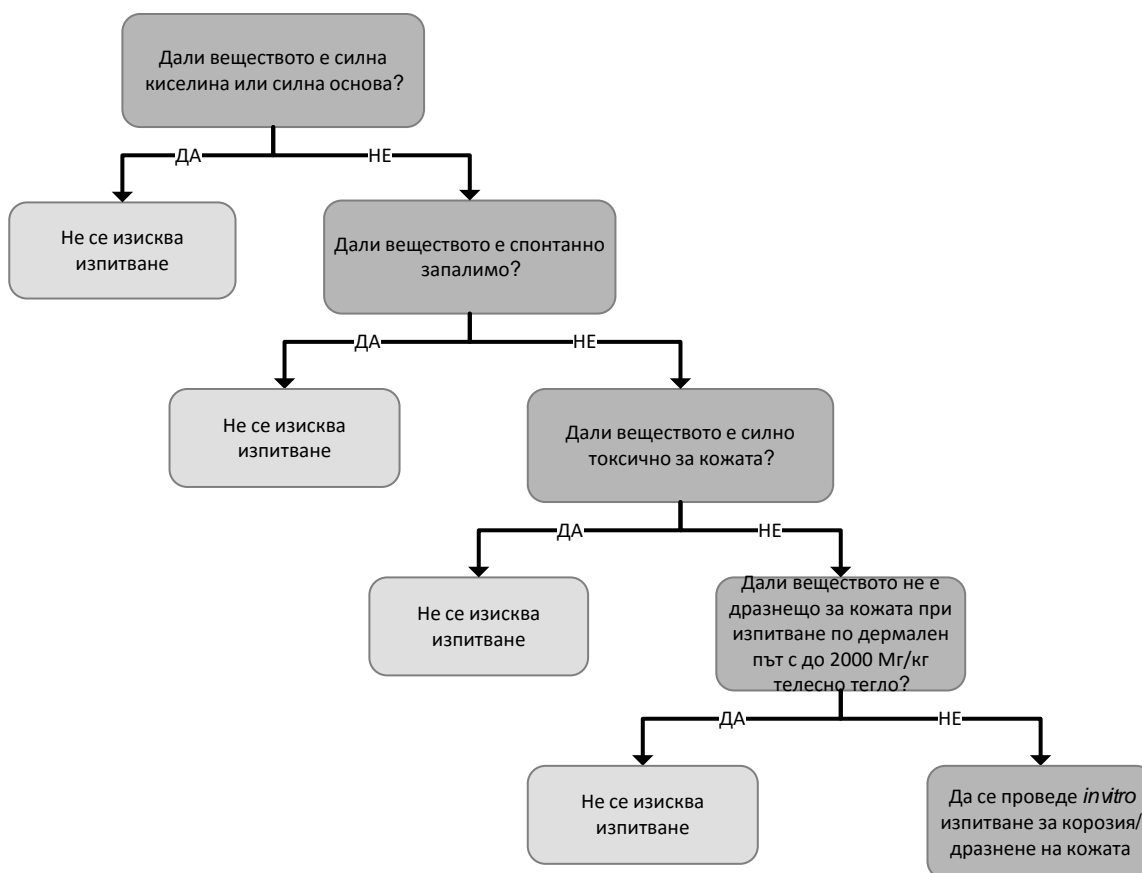 Дали веществото е силна
киселина или силна основа?
ДА
НЕ
Не се изисква
изпитване
Дали веществото е спонтанно
запалимо?
ДА
НЕ
Не се изисква
изпитване
Дали веществото е силно
токсично за кожата?
ДА
НЕ
Не се изисква
изпитване
Дали веществото не е
дразнещо за кожата при
изпитване по дермален
път с до 2000 Мг/кг
телесно тегло?
ДА
НЕ
Не се изисква
изпитване
Да се проведе in vitro
изпитване за корозия/
дразнене на кожата